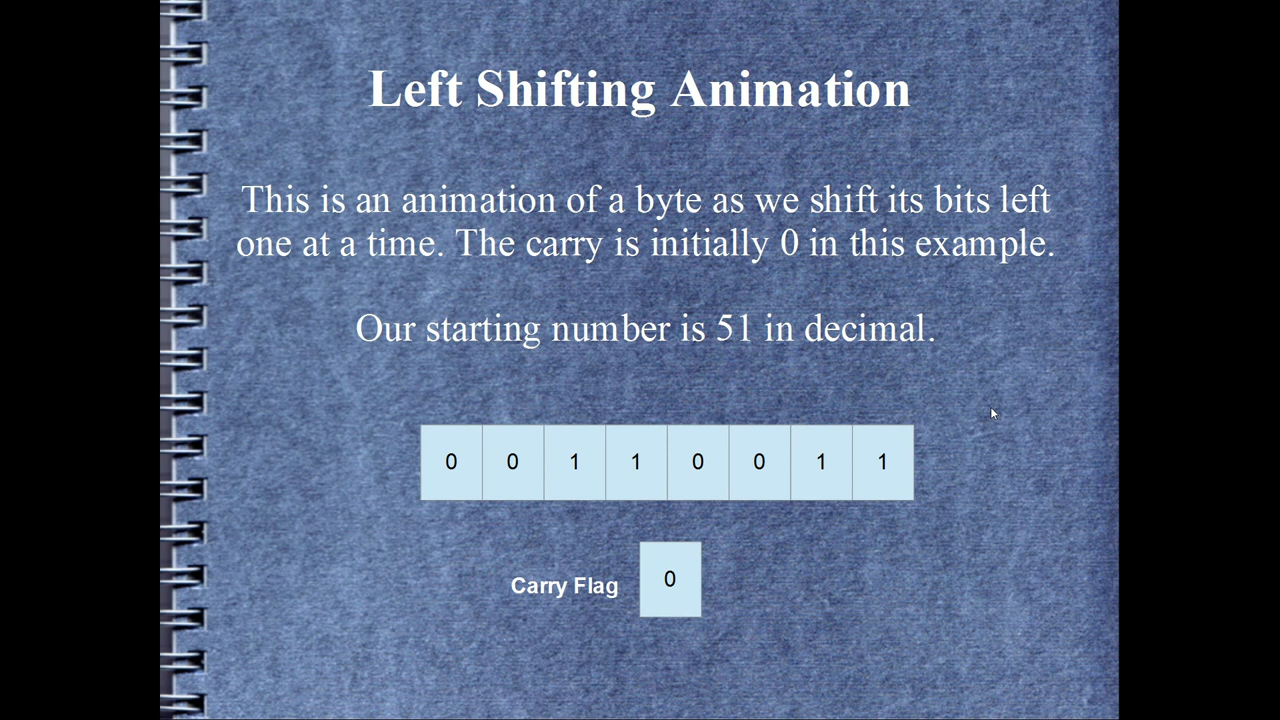 Left Shifting Animation
This is an animation of a byte as we shift its bits left
one at a time. The carry is initially 0 in this example.
Our starting number is 51 in decimal.
0 0 1 1 0 0 1 1
Carry Flag 0